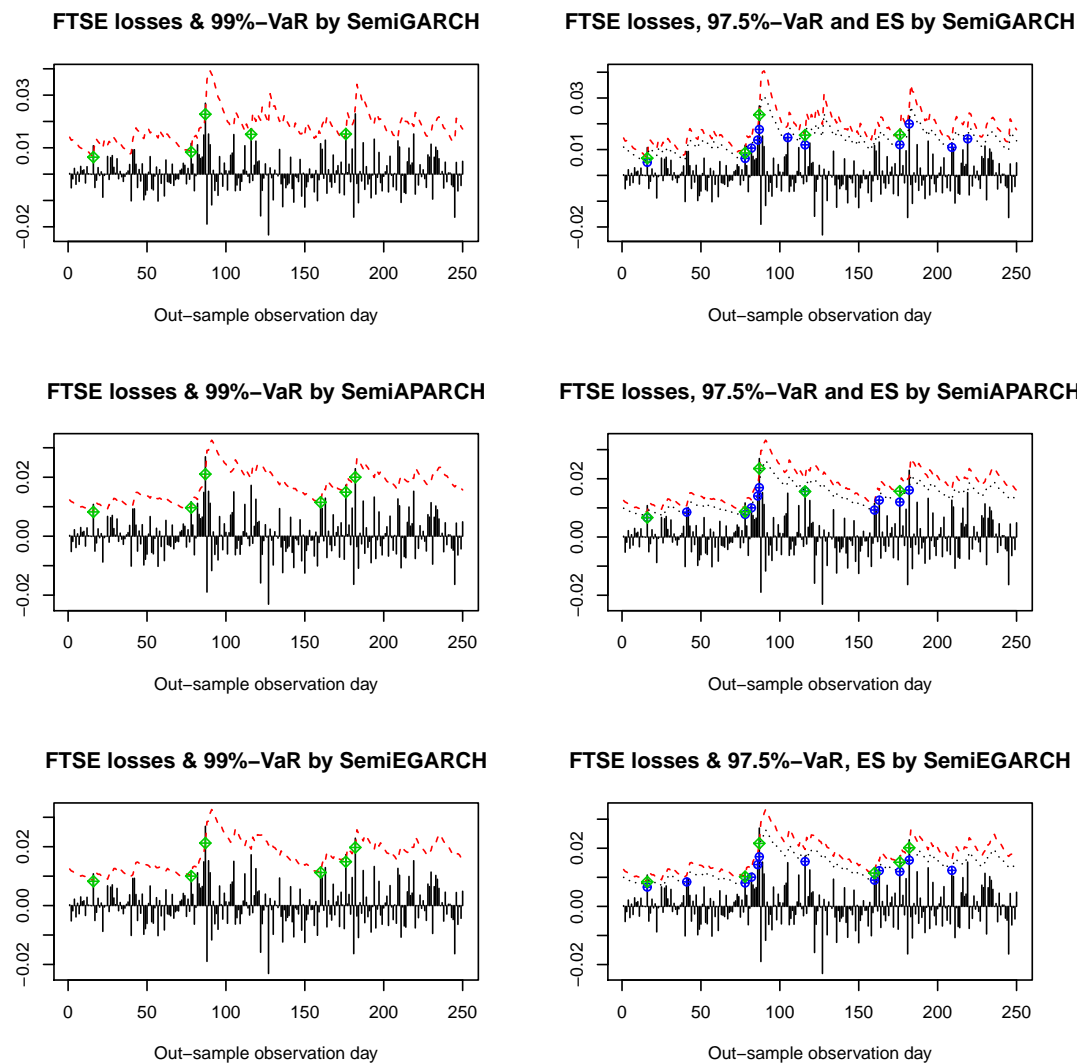 FTSE losses & 99%−VaR by SemiGARCH
0.03
0.01
−0.02
0 50 100 150 200 250
Out−sample observation day
FTSE losses, 97.5%−VaR and ES by SemiGARCH
0.03
0.01
−0.02
0 50 100 150 200 250
Out−sample observation day
FTSE losses & 99%−VaR by SemiAPARCH
0.02
0.00
−0.02
0 50 100 150 200 250
Out−sample observation day
FTSE losses, 97.5%−VaR and ES by SemiAPARCH
0.02
0.00
−0.02
0 50 100 150 200 250
Out−sample observation day
FTSE losses & 99%−VaR by SemiEGARCH
0.02
0.00
−0.02
0 50 100 150 200 250
Out−sample observation day
FTSE losses & 97.5%−VaR, ES by SemiEGARCH
0.02
0.00
−0.02
0 50 100 150 200 250
Out−sample observation day